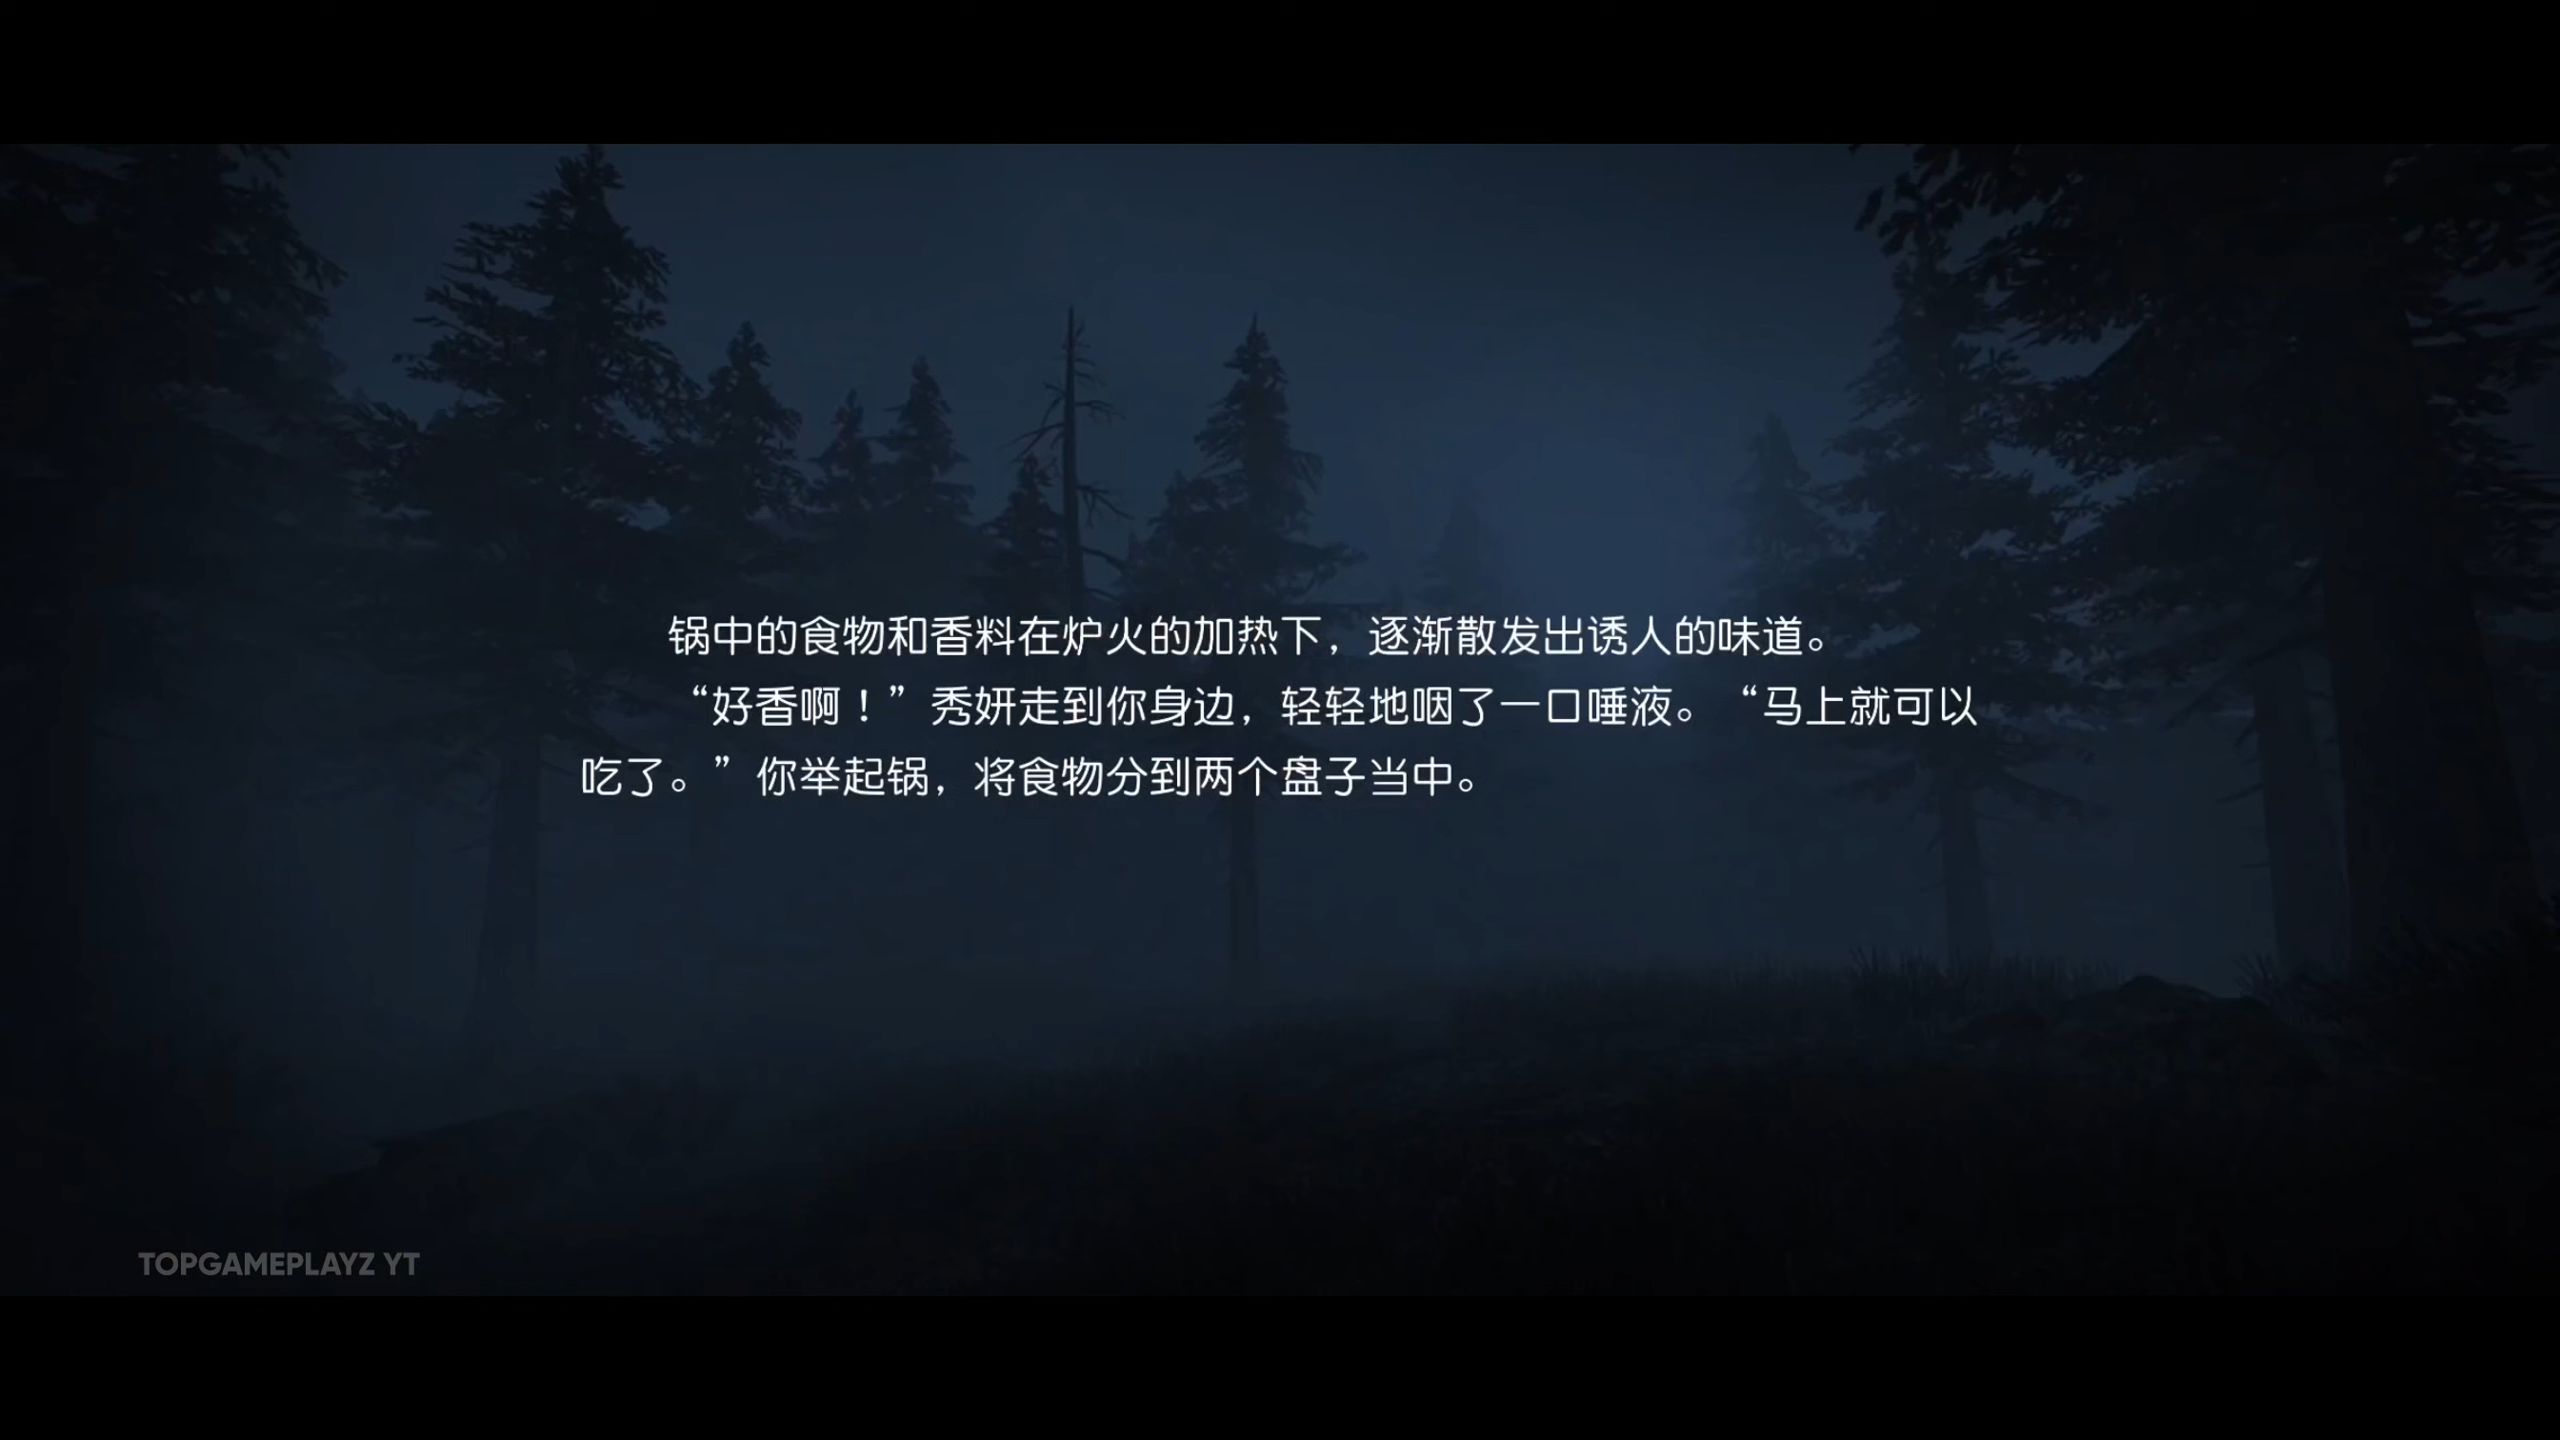 锅中的食物和香料在炉火的加热下，逐渐散发出诱人的味道。
“好香啊！”秀妍走到你身边，轻轻地咽了一口唾液。“马上就可以
吃了。”你举起锅，将食物分到两个盘子当中。
TOPGAMEPLAYZ YT